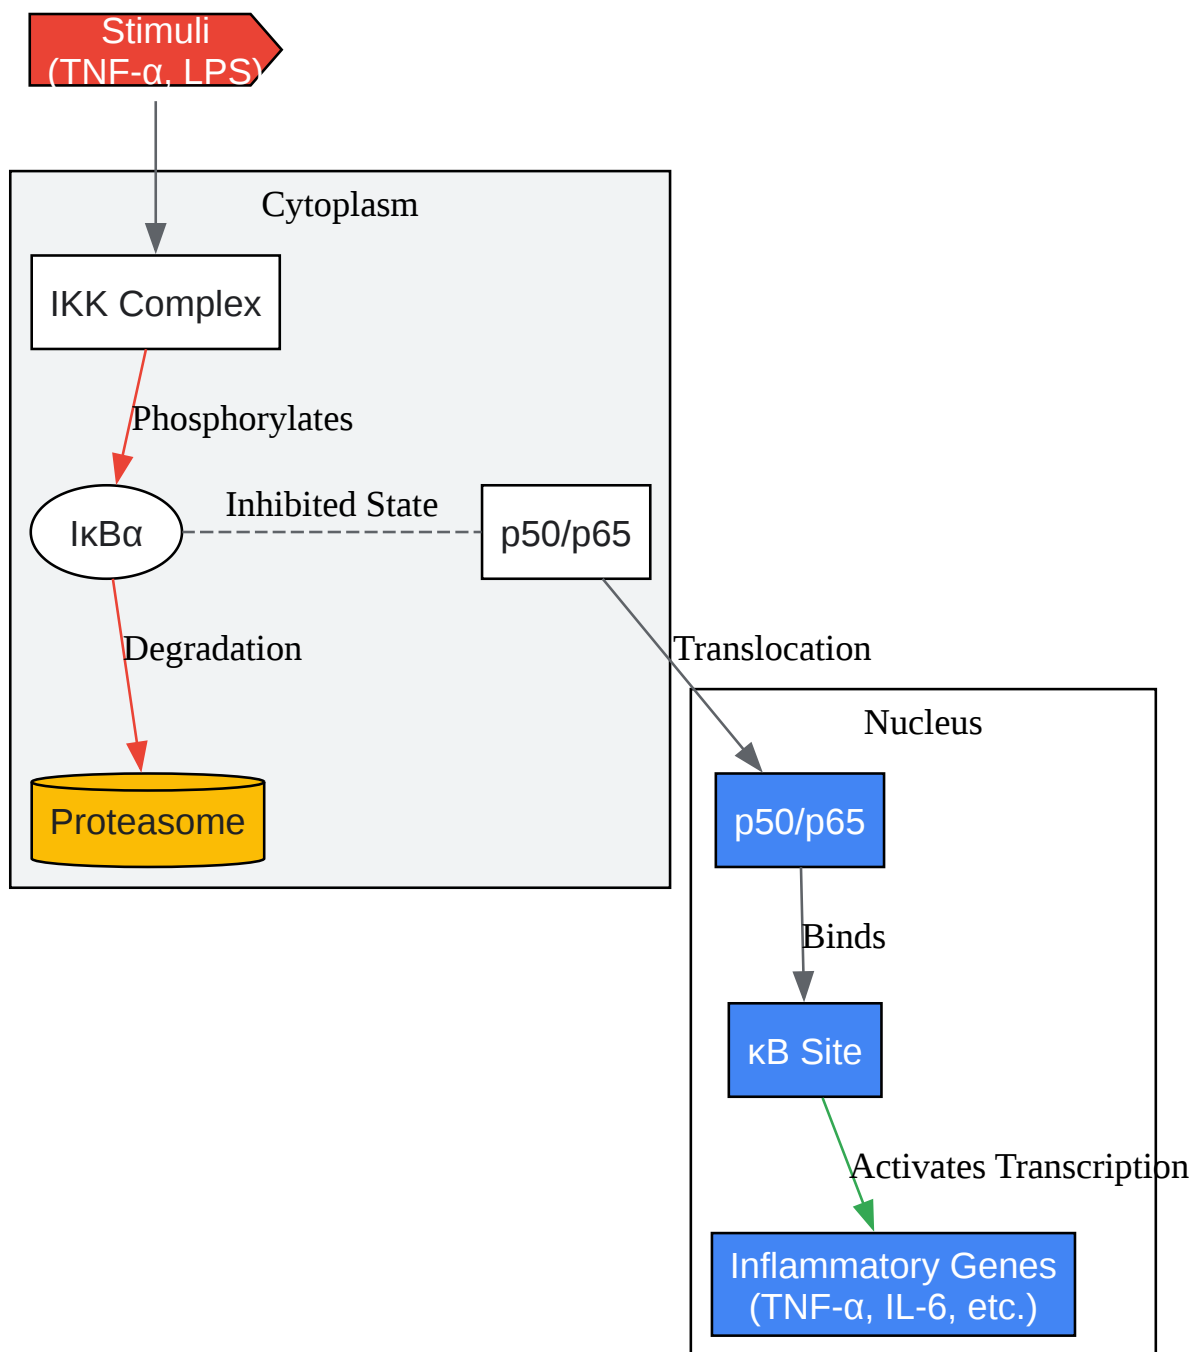 Stimuli
(TNF-α, LPS)
Cytoplasm
IKK Complex
Phosphorylates
Inhibited State
IκBα
p50/p65
Degradation
Translocation
Nucleus
Proteasome
p50/p65
Binds
κB Site
Activates Transcription
Inflammatory Genes
(TNF-α, IL-6, etc.)